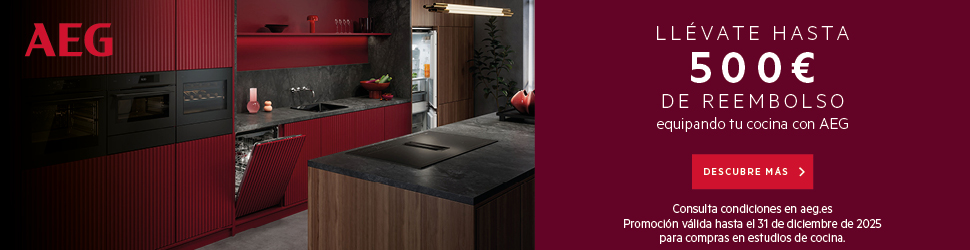 AEG
LLÉVATE HASTA
500€
DE REEMBOLSO
equipando tu cocina con AEG
DESCUBRE MÁS
Consulta condiciones en aeg.es
Promoción válida hasta el 31 de diciembre de 2025
para compras en estudios de cocina.